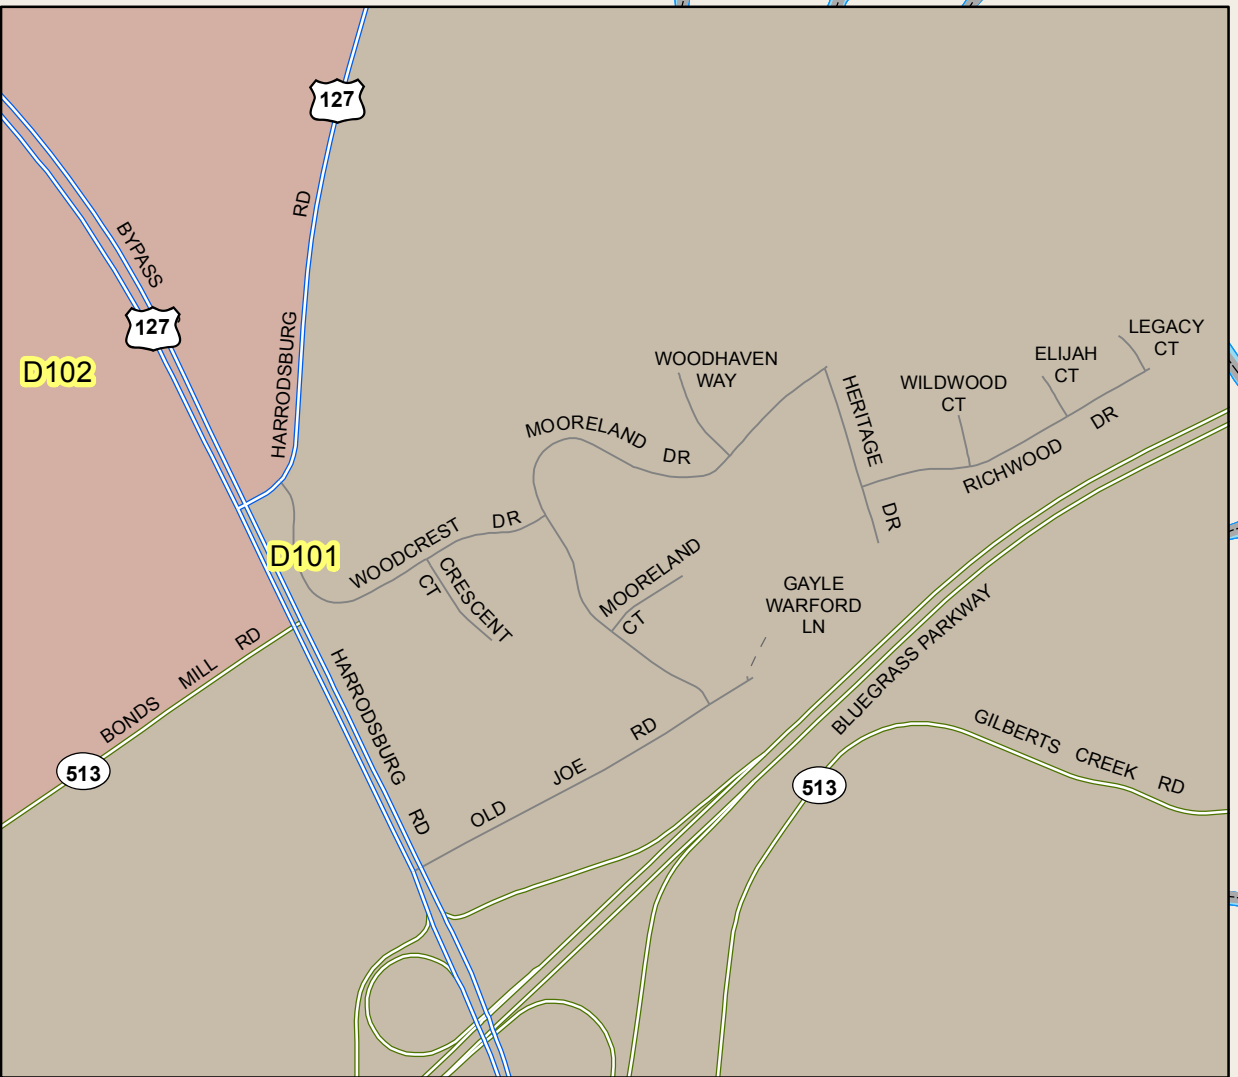 127
RD
BYPASS
127
HARRODSBURG
D102
WOODHAVEN
WAY
LEGACY
CT
ELIJAH
CT
WILDWOOD
CT
HERITAGE
DR
MOORELAND DR
RICHWOOD DR
WOODCREST DR
D101
CRESCENT
CT
MOORELAND
CT
GAYLE
WARFORD
LN
BONDS MILL RD
513
HARRODSBURG RD
OLD JOE RD
BLUEGRASS PARKWAY
513
GILBERTS CREEK RD